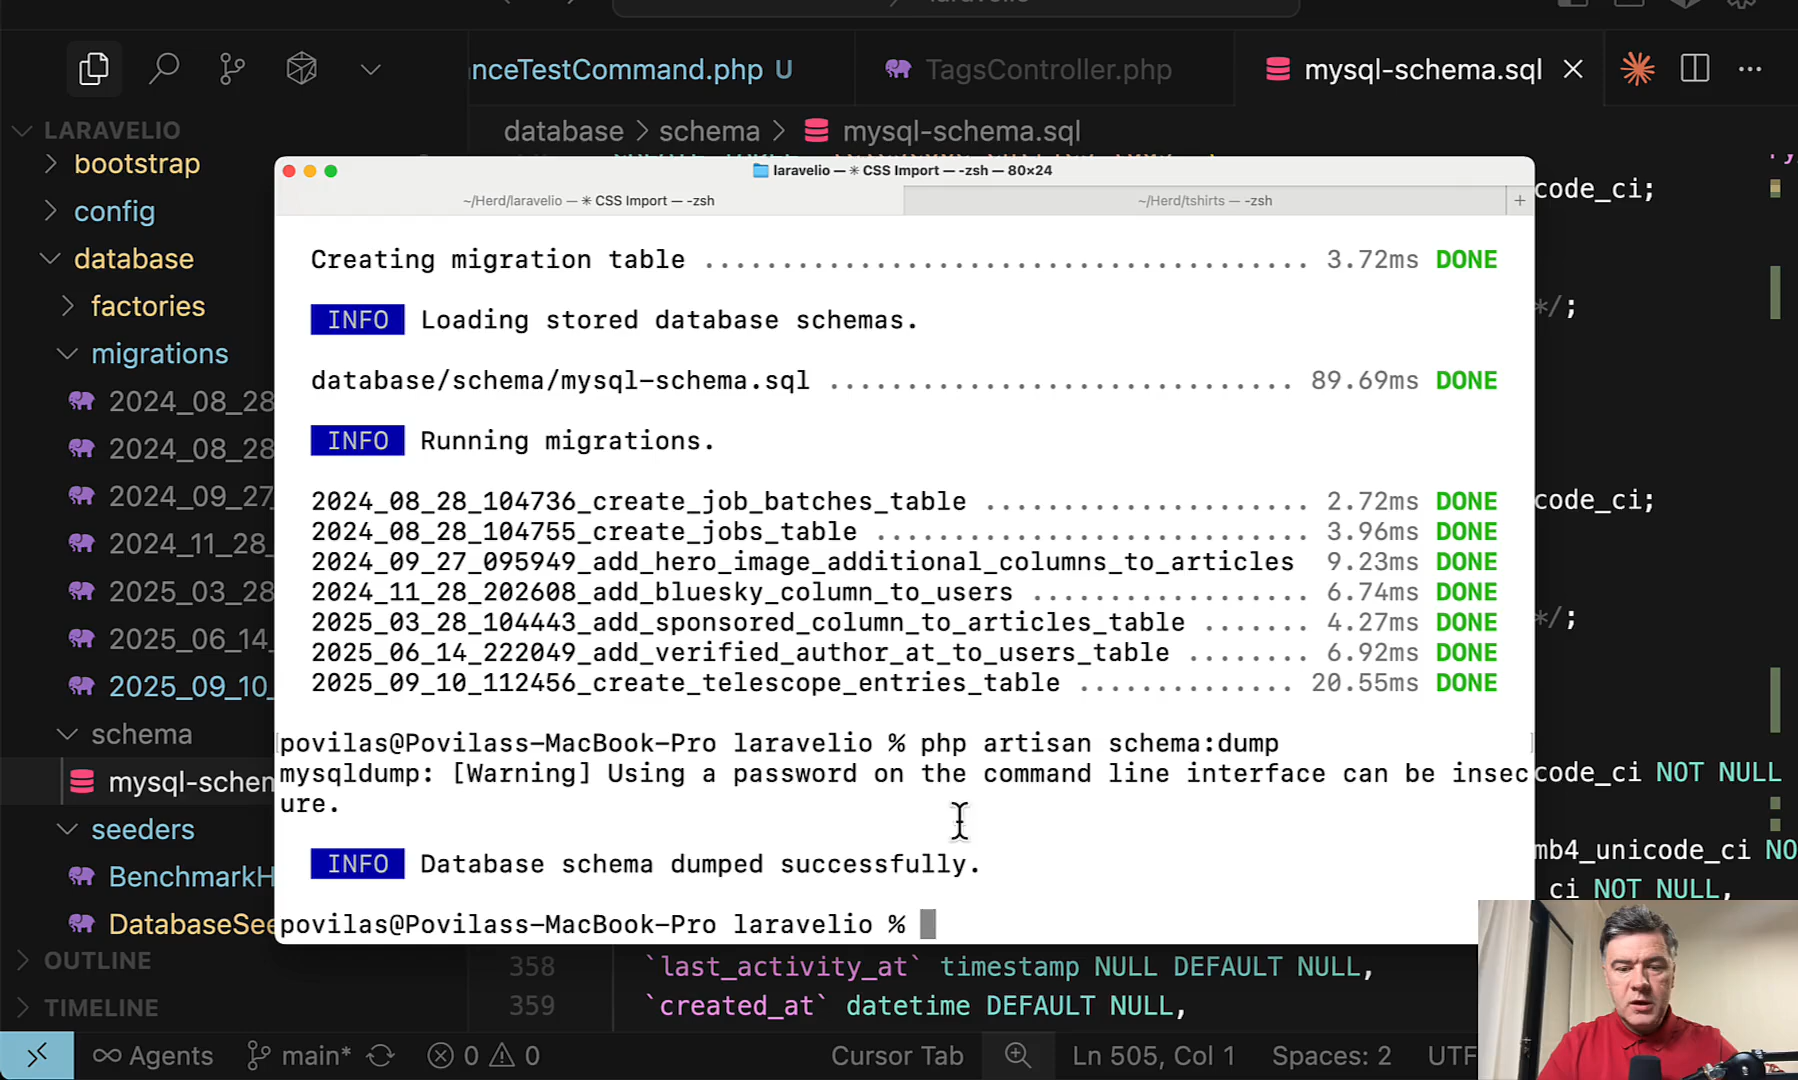 laravelio
nceTestCommand.php U
TagsController.php
mysql-schema.sql
LARAVELIO
database > schema > mysql-schema.sql
bootstrap
config
database
factories
migrations
2024_08_28
2024_08_28
2024_09_27
2024_11_28
2025_03_28
2025_06_14
2025_09_10
schema
mysql-schem
seeders
BenchmarkH
DatabaseSee
OUTLINE
TIMELINE
laravelio — ✳ CSS Import — -zsh — 80×24
~/Herd/laravelio — ✳ CSS Import — -zsh
~/Herd/tshirts — -zsh
Creating migration table ....................................... 3.72ms DONE
INFO Loading stored database schemas.
database/schema/mysql-schema.sql .............................. 89.69ms DONE
INFO Running migrations.
2024_08_28_104736_create_job_batches_table ..................... 2.72ms DONE
2024_08_28_104755_create_jobs_table ............................ 3.96ms DONE
2024_09_27_095949_add_hero_image_additional_columns_to_articles 9.23ms DONE
2024_11_28_202608_add_bluesky_column_to_users .................. 6.74ms DONE
2025_03_28_104443_add_sponsored_column_to_articles_table ....... 4.27ms DONE
2025_06_14_222049_add_verified_author_at_to_users_table ........ 6.92ms DONE
2025_09_10_112456_create_telescope_entries_table .............. 20.55ms DONE
povilas@Povilass-MacBook-Pro laravelio % php artisan schema:dump
mysqldump: [Warning] Using a password on the command line interface can be insec
ure.
INFO Database schema dumped successfully.
povilas@Povilass-MacBook-Pro laravelio %
code_ci;
*/;
code_ci;
*/;
code_ci NOT NULL
mb4_unicode_ci NO
ci NOT NULL,
358 `last_activity_at` timestamp NULL DEFAULT NULL,
359 `created_at` datetime DEFAULT NULL,
Agents main* 0 0 Cursor Tab Ln 505, Col 1 Spaces: 2 UTF